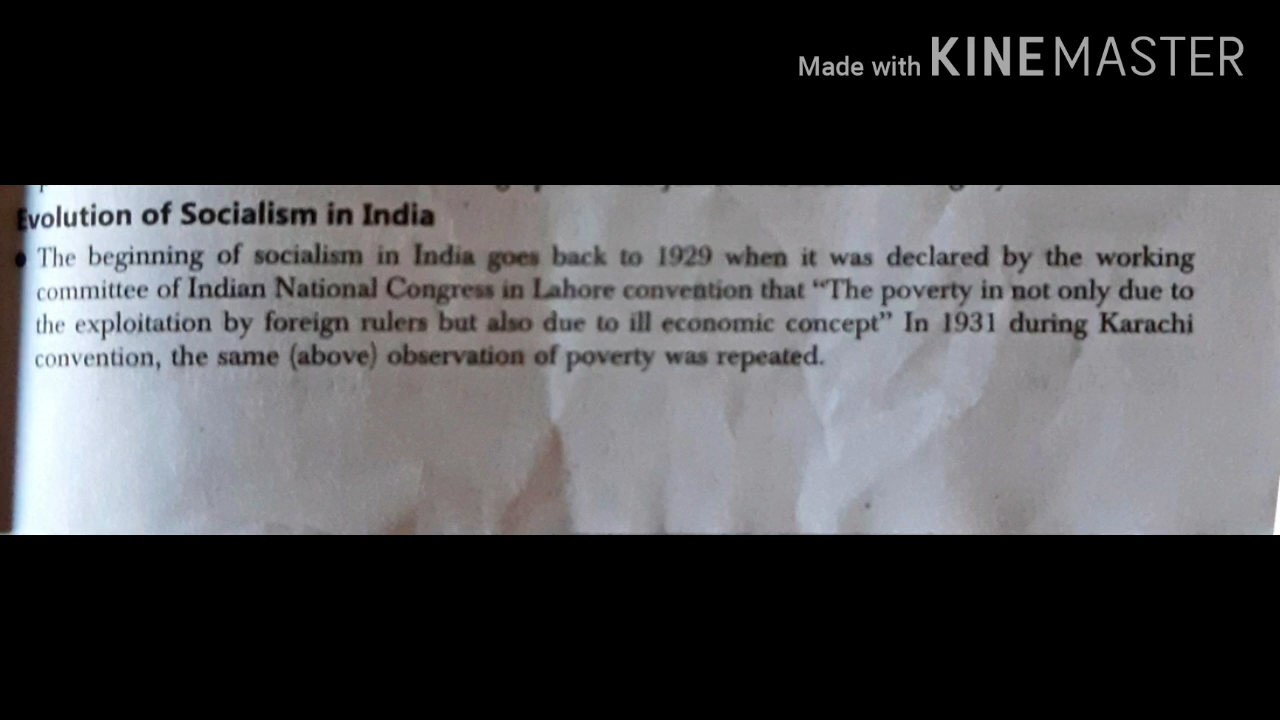 Made with KINEMASTER
Evolution of Socialism in India
• The beginning of socialism in India goes back to 1929 when it was declared by the working
committee of Indian National Congress in Lahore convention that “The poverty in not only due to
the exploitation by foreign rulers but also due to ill economic concept” In 1931 during Karachi
convention, the same (above) observation of poverty was repeated.